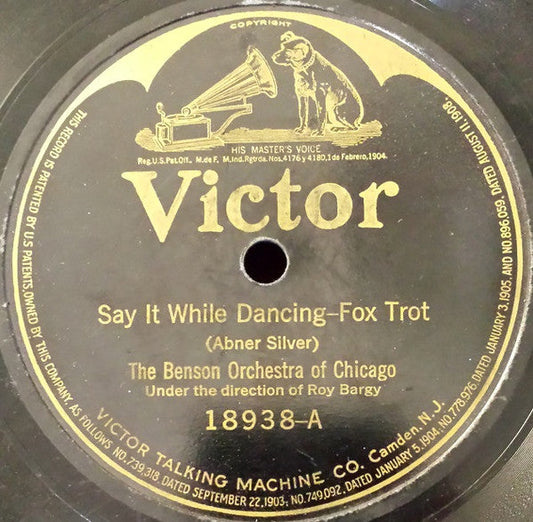 COPYRIGHT
HIS MASTER'S VOICE
Reg.U.S.Pat.Off. M.de F. M.Ind.Rgtrda. Nos.4176 y 4180,1 de Febrero,1904.
Victor
Say It While Dancing-Fox Trot
(Abner Silver)
The Benson Orchestra of Chicago
Under the direction of Roy Bargy
18938-A
VICTOR TALKING MACHINE CO. Camden, N.J.
THIS RECORD IS PATENTED BY U.S. PATENTS, OWNED BY THIS COMPANY, AS FOLLOWS NO.739,318, DATED SEPTEMBER 22,1903; NO.749,092, DATED JANUARY 5,1904, NO.778,976 DATED JANUARY 3,1905, AND NO.896,059, DATED AUGUST 11,1908.